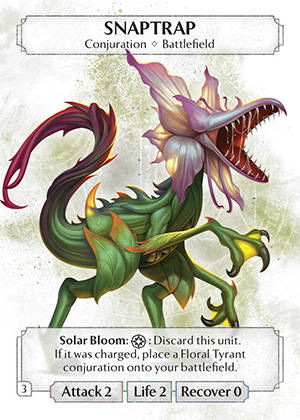 SNAPTRAP
Conjuration ⬦ Battlefield
Solar Bloom: : Discard this unit.
If it was charged, place a Floral Tyrant
conjuration onto your battlefield.
3
Attack 2 Life 2 Recover 0